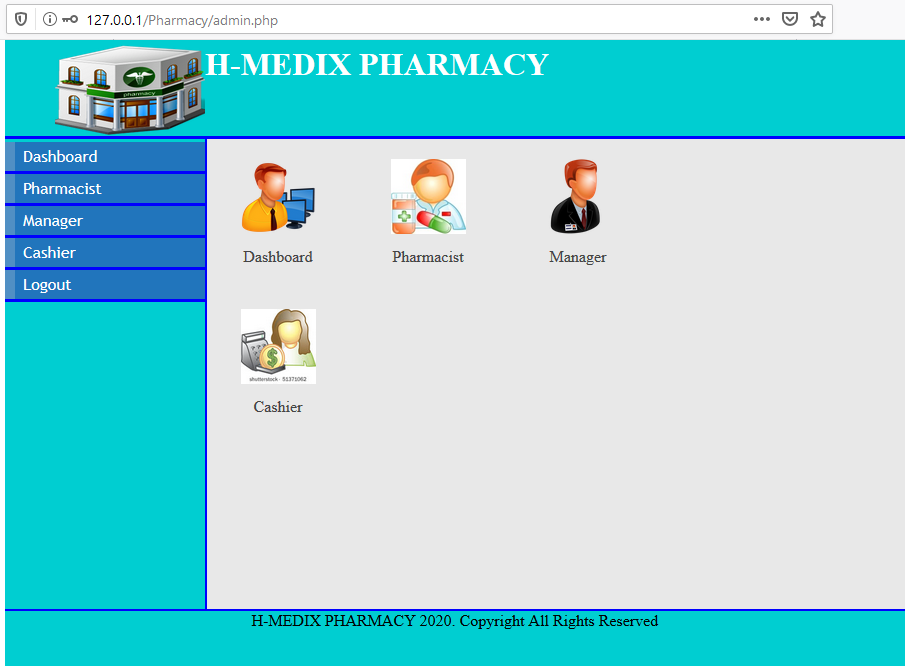 127.0.0.1/Pharmacy/admin.php
H-MEDIX PHARMACY
pharmacy
Dashboard
Pharmacist
Manager
Cashier
Logout
Dashboard
Pharmacist
Manager
shutterstock · 51371062
Cashier
H-MEDIX PHARMACY 2020. Copyright All Rights Reserved